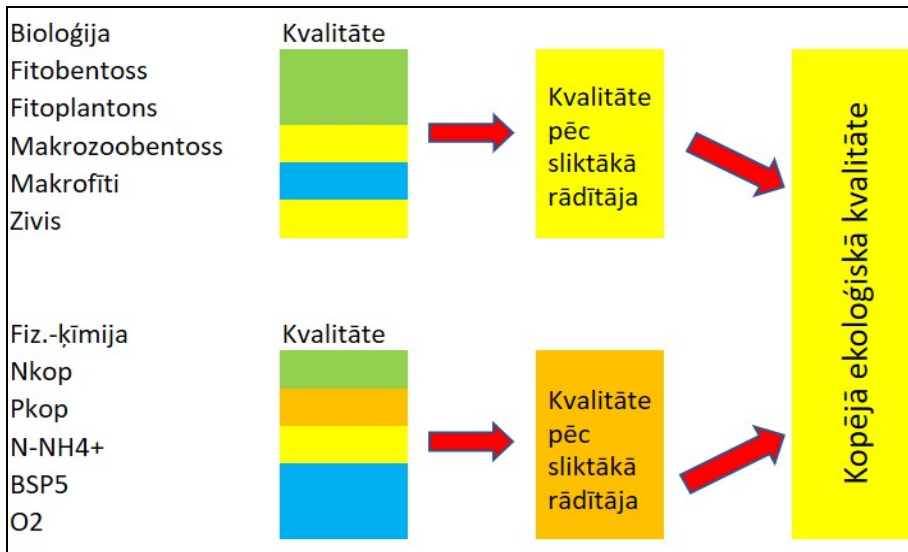 Bioloģija Kvalitāte
Fitobentoss
Fitoplantons
Makrozoobentoss
Makrofīti
Zivis
Kvalitāte
pēc
sliktākā
rādītāja
Fiz.-ķīmija Kvalitāte
Nkop
Pkop
N-NH4+
BSP5
O2
Kvalitāte
pēc
sliktākā
rādītāja
Kopējā ekoloģiskā kvalitāte